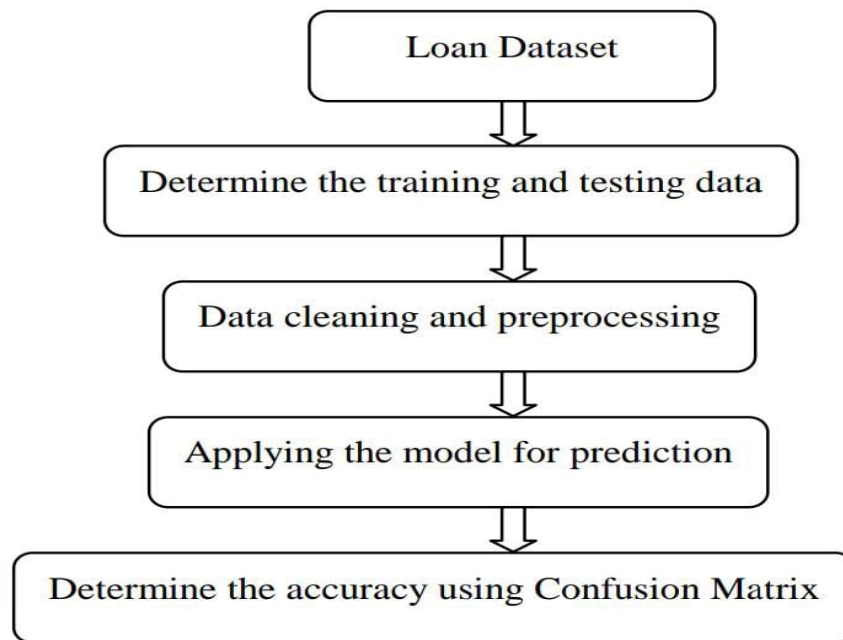 Loan Dataset
Determine the training and testing data
Data cleaning and preprocessing
Applying the model for prediction
Determine the accuracy using Confusion Matrix